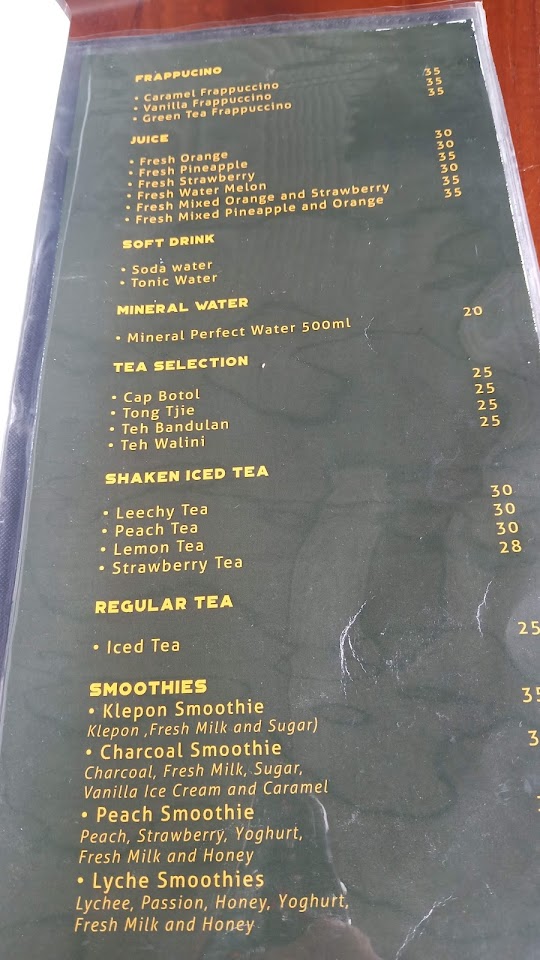 FRAPPUCINO
• Caramel Frappuccino 35
• Vanilla Frappuccino 35
• Green Tea Frappuccino 35
JUICE
• Fresh Orange 30
• Fresh Pineapple 30
• Fresh Strawberry 35
• Fresh Water Melon 30
• Fresh Mixed Orange and Strawberry 35
• Fresh Mixed Pineapple and Orange 35
SOFT DRINK
• Soda water
• Tonic Water
MINERAL WATER
• Mineral Perfect Water 500ml 20
TEA SELECTION
• Cap Botol 25
• Tong Tjie 25
• Teh Bandulan 25
• Teh Walini 25
SHAKEN ICED TEA
• Leechy Tea 30
• Peach Tea 30
• Lemon Tea 30
• Strawberry Tea 28
REGULAR TEA
• Iced Tea 25
SMOOTHIES
• Klepon Smoothie 35
Klepon ,Fresh Milk and Sugar)
• Charcoal Smoothie
Charcoal, Fresh Milk, Sugar,
Vanilla Ice Cream and Caramel
• Peach Smoothie
Peach, Strawberry, Yoghurt,
Fresh Milk and Honey
• Lyche Smoothies
Lychee, Passion, Honey, Yoghurt,
Fresh Milk and Honey